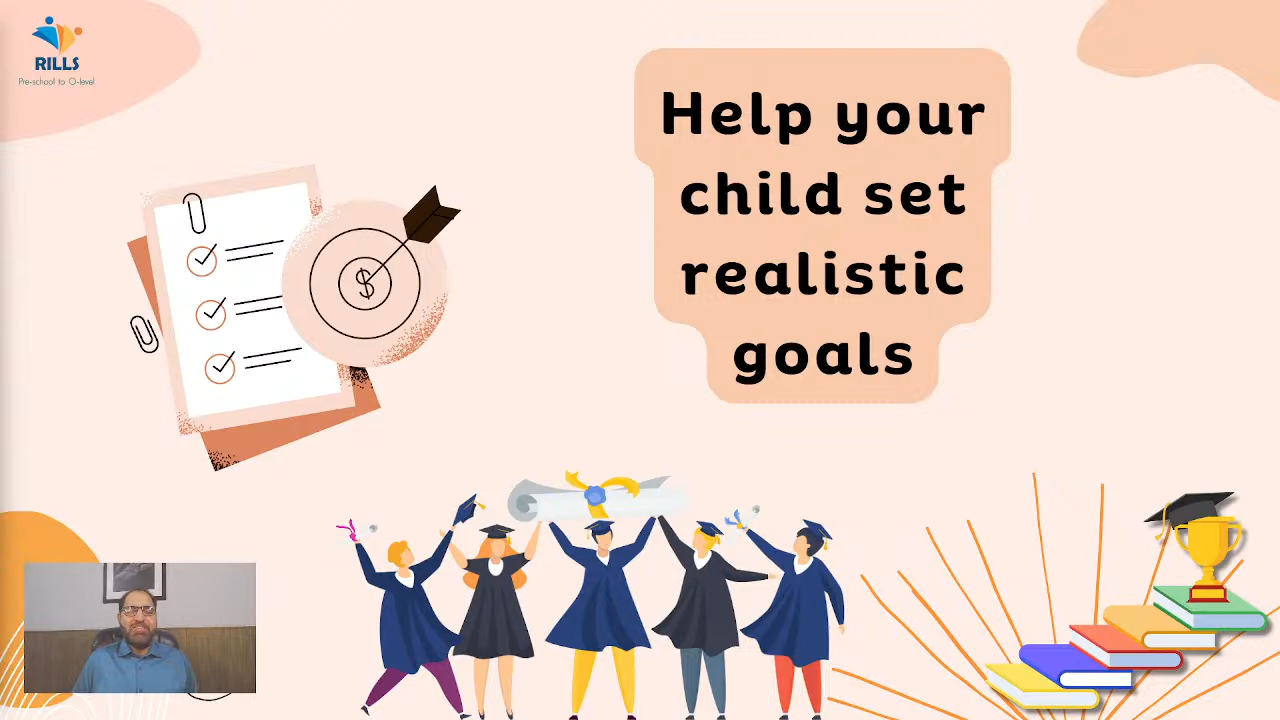 RILLS
Pre-school to O-level
Help your
child set
realistic
goals
$